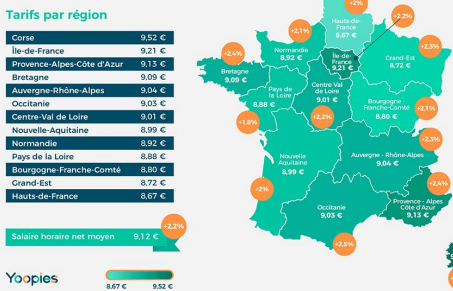 Tarifs par région
Corse 9,52 €
Île-de-France 9,21 €
Provence-Alpes-Côte d'Azur 9,13 €
Bretagne 9,09 €
Auvergne-Rhône-Alpes 9,04 €
Occitanie 9,03 €
Centre-Val de Loire 9,01 €
Nouvelle-Aquitaine 8,99 €
Normandie 8,92 €
Pays de la Loire 8,88 €
Bourgogne-Franche-Comté 8,80 €
Grand-Est 8,72 €
Hauts-de-France 8,67 €
Salaire horaire net moyen 9,12 €
+2,2%
Yoopies
8,67 € 9,52 €
+2%
Hauts-de-
France
8,67 €
+2,2%
+2,1%
Normandie
8,92 €
Île-de-
France
9,21 €
+2,3%
Grand-Est
8,72 €
+2,4%
Bretagne
9,09 €
Pays de
la Loire
8,88 €
+1,8%
Centre Val
de Loire
9,01 €
+2,2%
Bourgogne
Franche-Comté
8,80 €
+2,1%
+2,3%
Auvergne - Rhône-Alpes
9,04 €
Nouvelle
Aquitaine
8,99 €
+2%
Occitanie
9,03 €
+2,5%
+2,4%
Provence - Alpes
Côte d'Azur
9,13 €